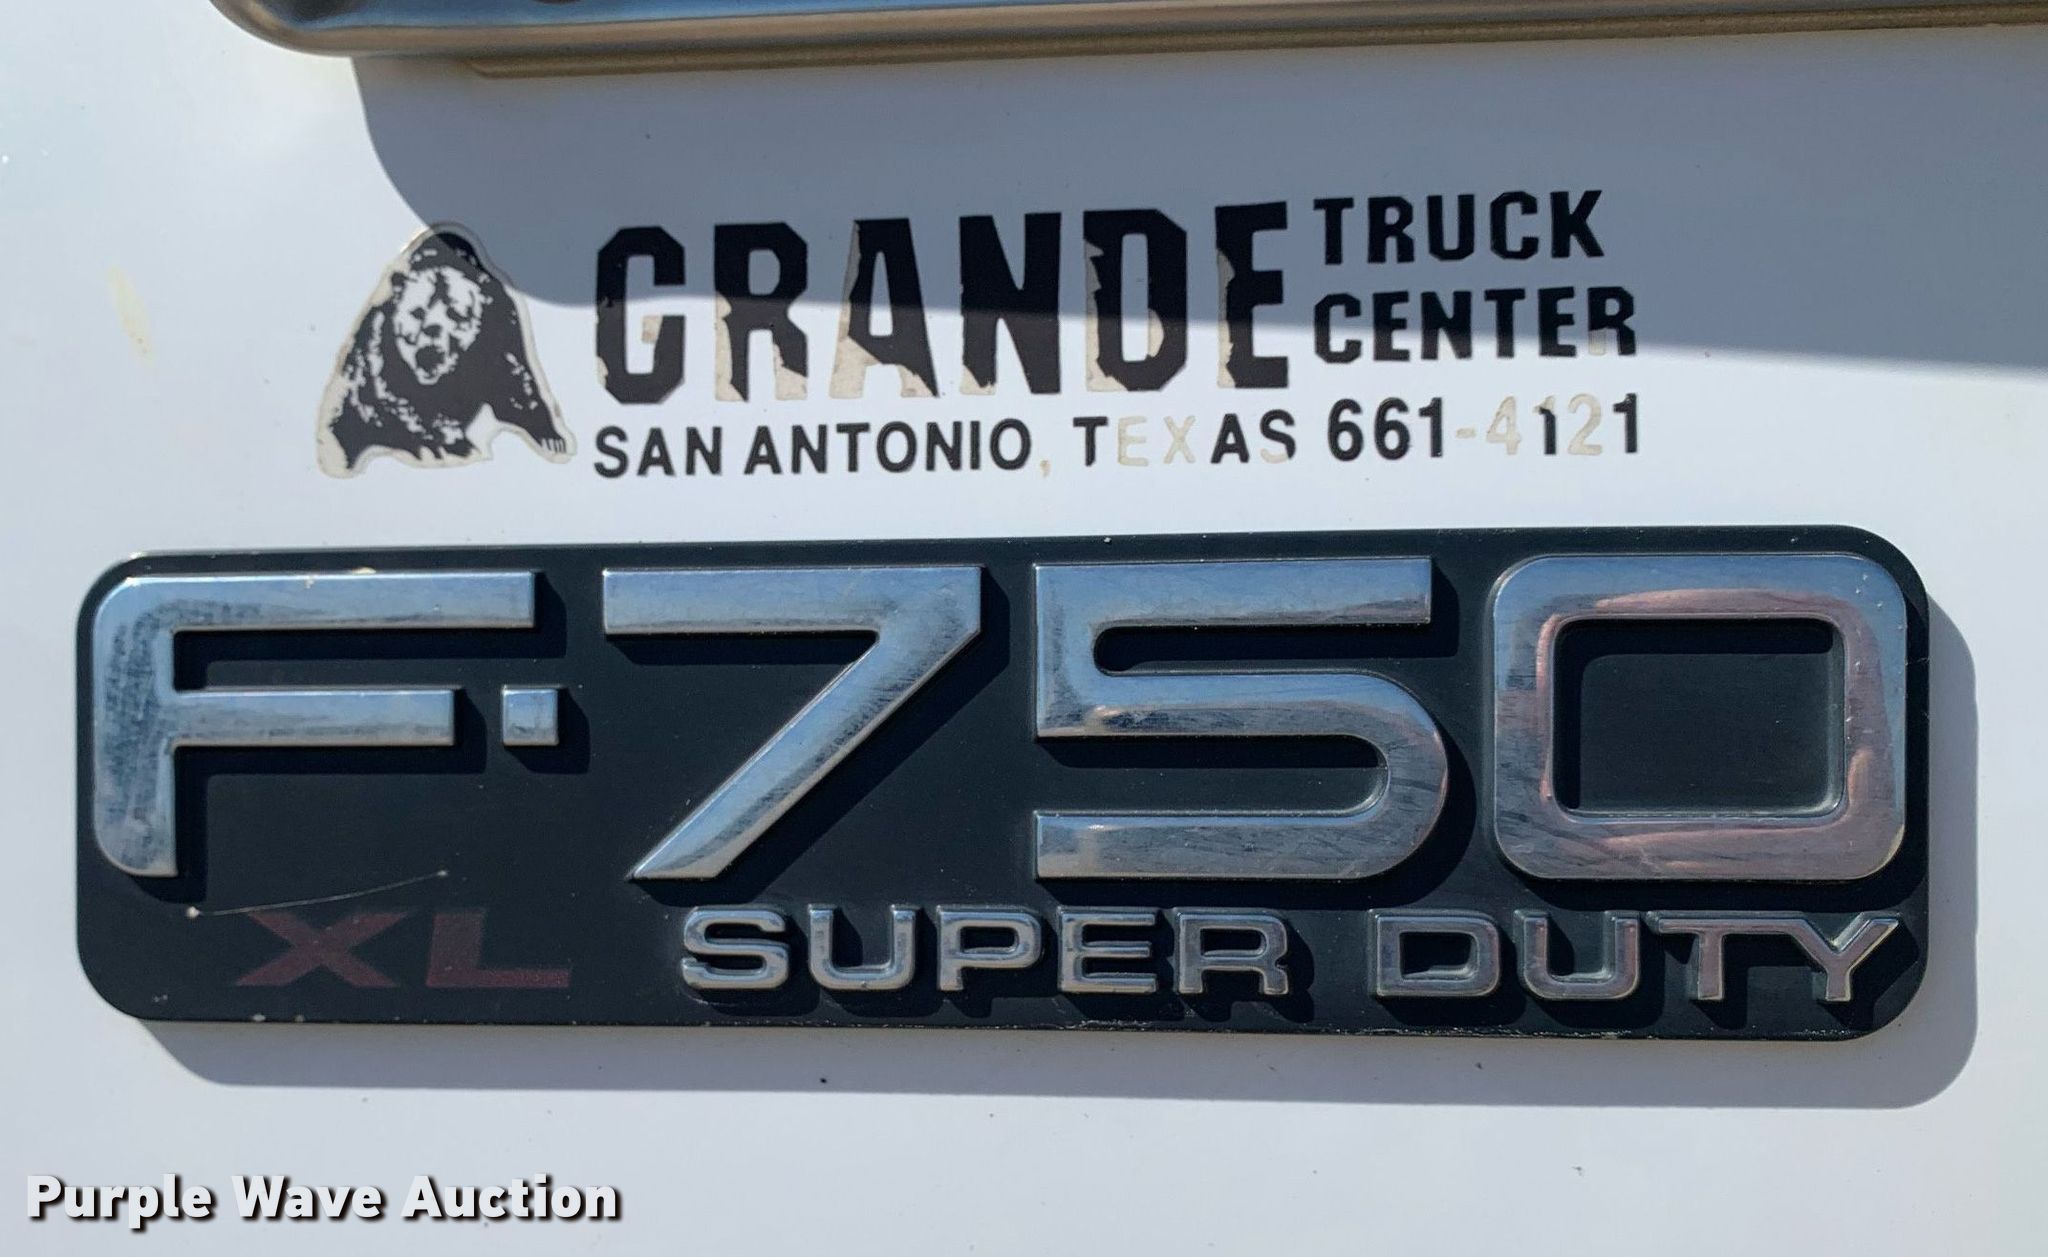 GRANDE TRUCK CENTER
SAN ANTONIO, TEXAS 661-4121
F-750
XL SUPER DUTY
Purple Wave Auction